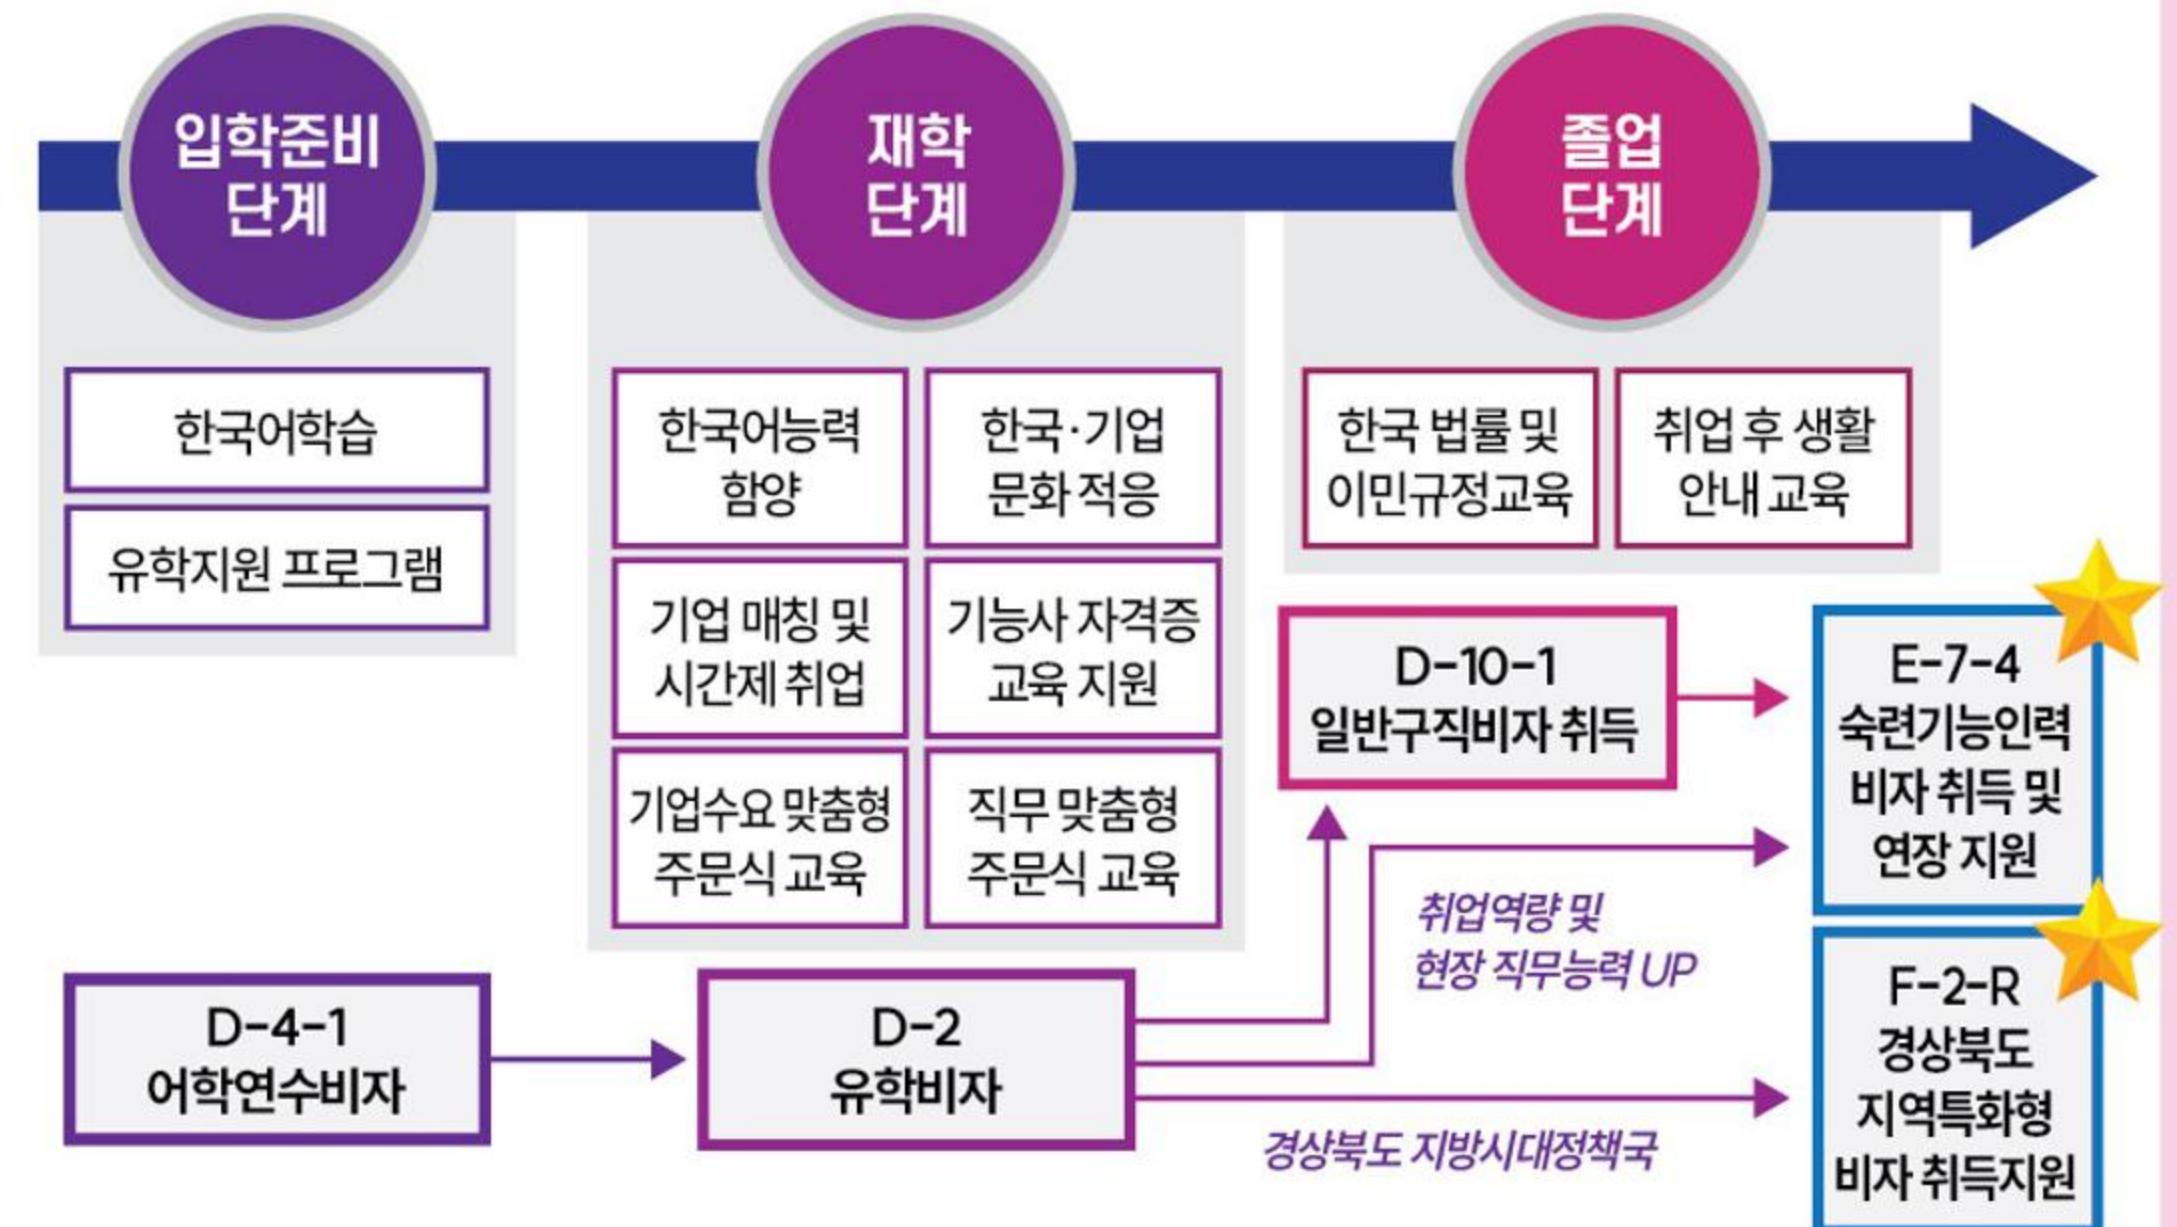 입학준비
단계
재학
단계
졸업
단계
한국어학습
유학지원 프로그램
한국어능력
함양
한국·기업
문화 적응
기업 매칭 및
시간제 취업
기능사 자격증
교육 지원
기업수요 맞춤형
주문식 교육
직무 맞춤형
주문식 교육
한국 법률 및
이민규정교육
취업 후 생활
안내 교육
D-10-1
일반구직비자 취득
E-7-4
숙련기능인력
비자 취득 및
연장 지원
취업역량 및
현장 직무능력 UP
D-4-1
어학연수비자
D-2
유학비자
경상북도 지방시대정책국
F-2-R
경상북도
지역특화형
비자 취득지원